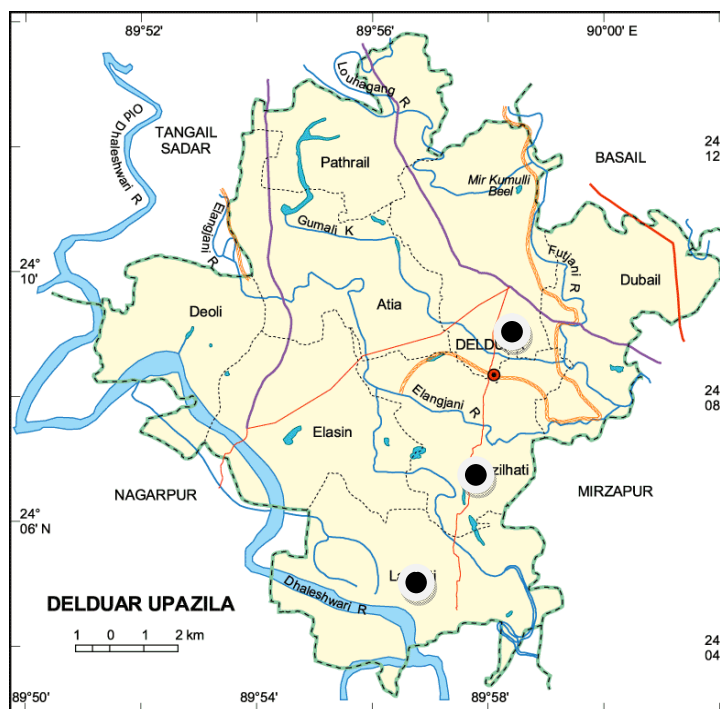 89°52'
89°56'
90°00' E
Louhagang R
Old Dhaleshwari R
TANGAIL
SADAR
24
12
BASAIL
Pathrail
Mir Kumulli
Beel
Elangjani R
Gumali K
Futjani R
24°
10'
Dubail
Atia
Deoli
24
08
Elangjani R
Elasin
NAGARPUR
MIRZAPUR
24°
06' N
Dhaleshwari R
DELDUAR UPAZILA
1 0 1 2 km
24
04
89°50'
89°54'
89°58'